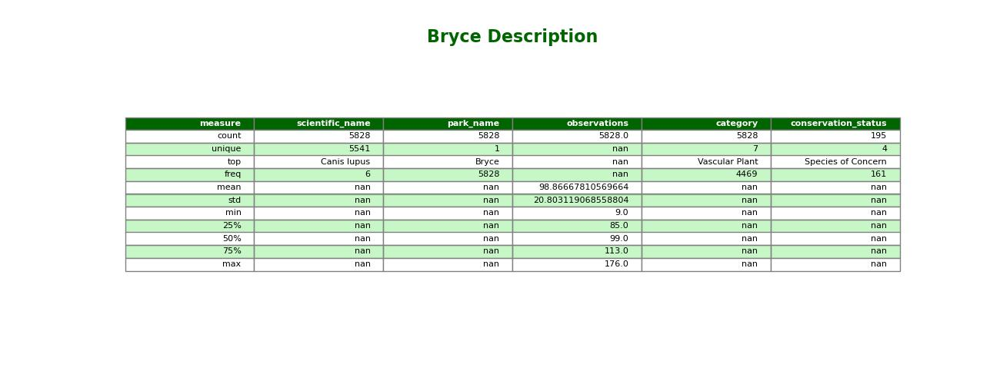 Bryce Description
measure scientific_name park_name observations category conservation_status
count 5828 5828 5828.0 5828 195
unique 5541 1 nan 7 4
top Canis lupus Bryce nan Vascular Plant Species of Concern
freq 6 5828 nan 4469 161
mean nan nan 98.86667810569664 nan nan
std nan nan 20.803119068558804 nan nan
min nan nan 9.0 nan nan
25% nan nan 85.0 nan nan
50% nan nan 99.0 nan nan
75% nan nan 113.0 nan nan
max nan nan 176.0 nan nan